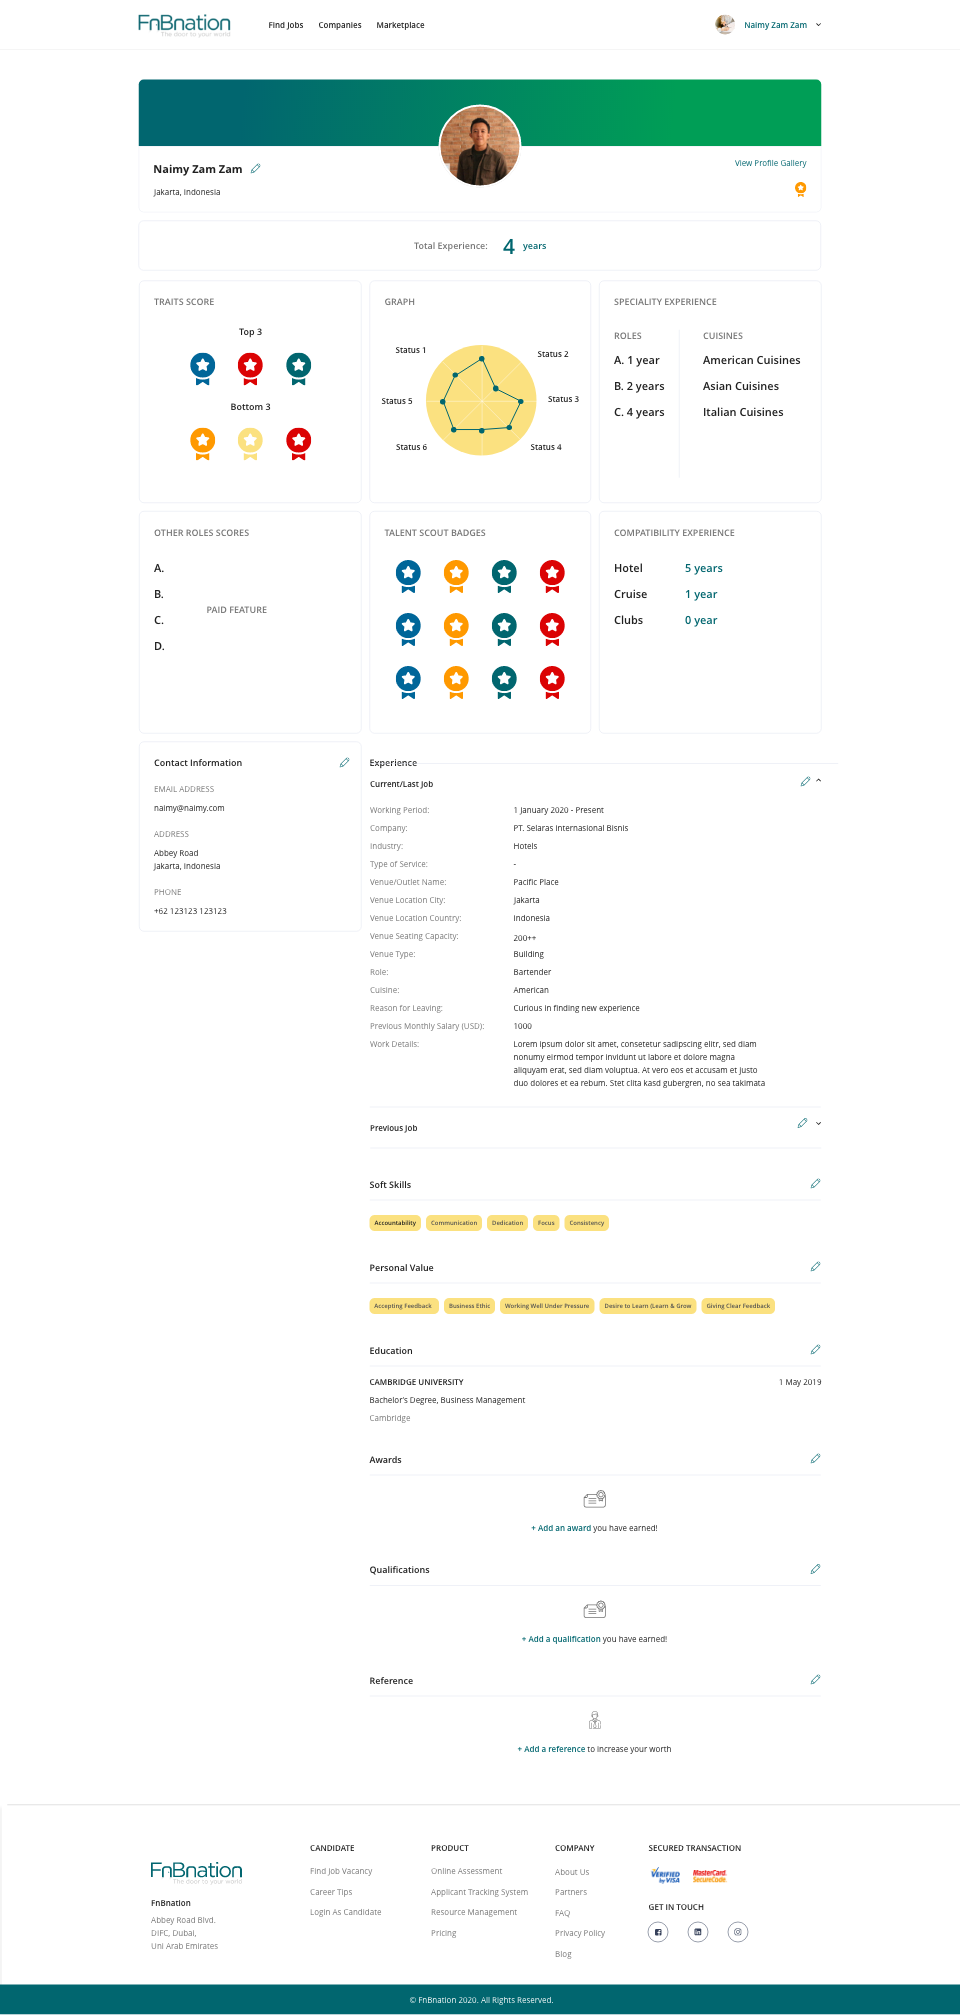 FnBnation
The door to your world
Find Jobs
Companies
Marketplace
Naimy Zam Zam
Naimy Zam Zam
Jakarta, Indonesia
View Profile Gallery
Total Experience: 4 years
TRAITS SCORE
Top 3
Bottom 3
GRAPH
Status 1
Status 2
Status 5
Status 3
Status 6
Status 4
SPECIALITY EXPERIENCE
ROLES
CUISINES
A. 1 year
American Cuisines
B. 2 years
Asian Cuisines
C. 4 years
Italian Cuisines
OTHER ROLES SCORES
A.
B.
C.
D.
PAID FEATURE
TALENT SCOUT BADGES
COMPATIBILITY EXPERIENCE
Hotel 5 years
Cruise 1 year
Clubs 0 year
Contact Information
EMAIL ADDRESS
naimy@naimy.com
ADDRESS
Abbey Road
Jakarta, Indonesia
PHONE
+62 123123 123123
Experience
Current/Last Job
Working Period: 1 January 2020 - Present
Company: PT. Selaras Internasional Bisnis
Industry: Hotels
Type of Service: -
Venue/Outlet Name: Pacific Place
Venue Location City: Jakarta
Venue Location Country: Indonesia
Venue Seating Capacity: 200++
Venue Type: Building
Role: Bartender
Cuisine: American
Reason for Leaving: Curious in finding new experience
Previous Monthly Salary (USD): 1000
Work Details: Lorem ipsum dolor sit amet, consetetur sadipscing elitr, sed diam
nonumy eirmod tempor invidunt ut labore et dolore magna
aliquyam erat, sed diam voluptua. At vero eos et accusam et justo
duo dolores et ea rebum. Stet clita kasd gubergren, no sea takimata
Previous Job
Soft Skills
Accountability
Communication
Dedication
Focus
Consistency
Personal Value
Accepting Feedback
Business Ethic
Working Well Under Pressure
Desire to Learn (Learn & Grow
Giving Clear Feedback
Education
CAMBRIDGE UNIVERSITY
1 May 2019
Bachelor's Degree, Business Management
Cambridge
Awards
+ Add an award you have earned!
Qualifications
+ Add a qualification you have earned!
Reference
+ Add a reference to increase your worth
FnBnation
The door to your world
FnBnation
Abbey Road Blvd.
DIFC, Dubai,
Uni Arab Emirates
CANDIDATE
Find Job Vacancy
Career Tips
Login As Candidate
PRODUCT
Online Assessment
Applicant Tracking System
Resource Management
Pricing
COMPANY
About Us
Partners
FAQ
Privacy Policy
Blog
SECURED TRANSACTION
VERIFIED
by VISA
MasterCard.
SecureCode
GET IN TOUCH
© FnBnation 2020. All Rights Reserved.